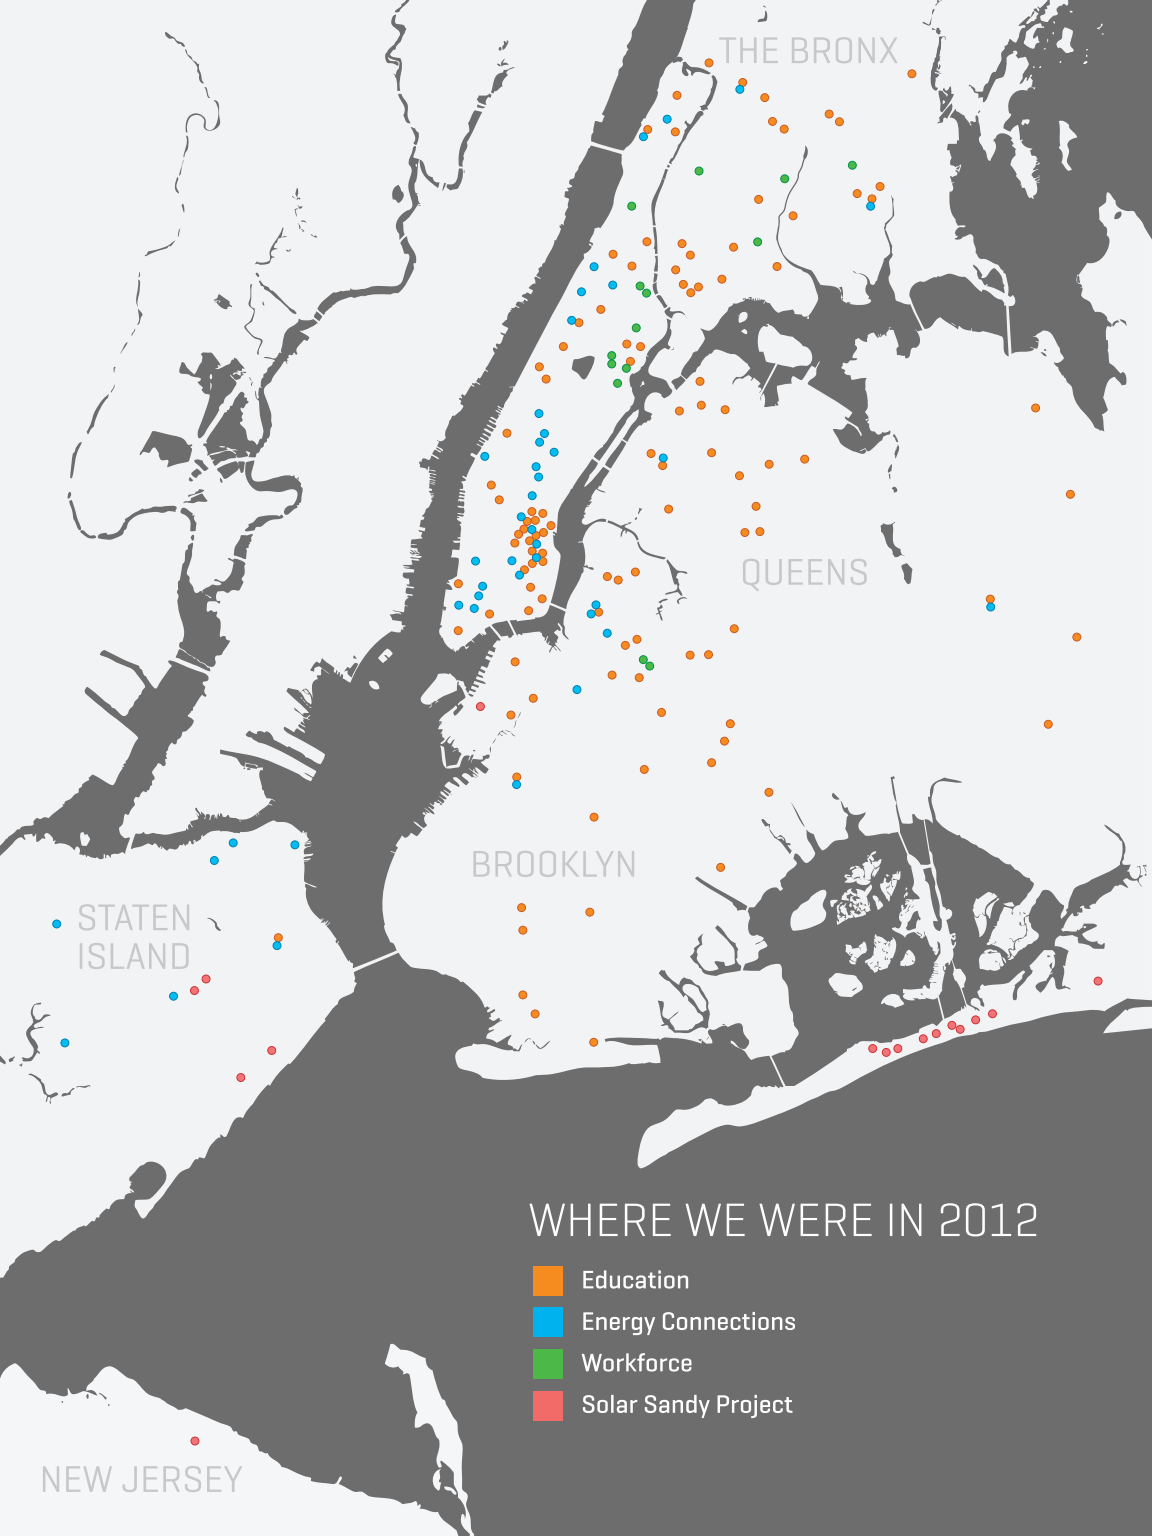 THE BRONX
QUEENS
BROOKLYN
STATEN
ISLAND
WHERE WE WERE IN 2012
Education
Energy Connections
Workforce
Solar Sandy Project
NEW JERSEY